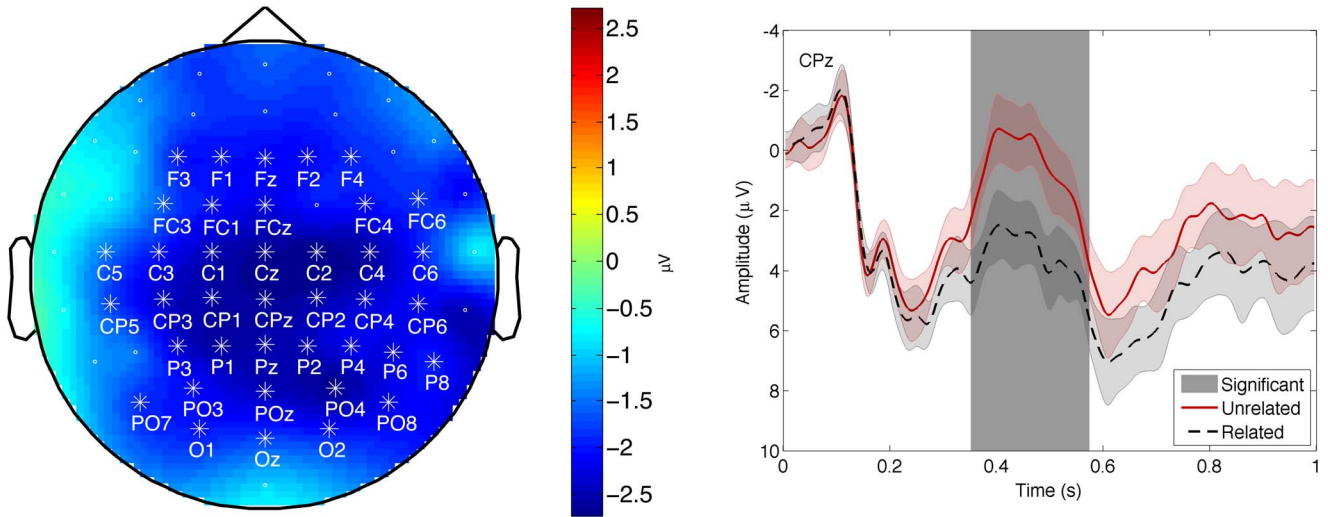 F3 F1 Fz F2 F4
FC3 FC1 FCz FC4 FC6
C5 C3 C1 Cz C2 C4 C6
CP5 CP3 CP1 CPz CP2 CP4 CP6
P3 P1 Pz P2 P4 P6 P8
PO7 PO3 POz PO4 PO8
O1 Oz O2
2.5
2
1.5
1
0.5
0
-0.5
-1
-1.5
-2
-2.5
µV
CPz
-4
-2
0
2
4
6
8
10
Amplitude (µ V)
0 0.2 0.4 0.6 0.8 1
Time (s)
Significant
Unrelated
Related